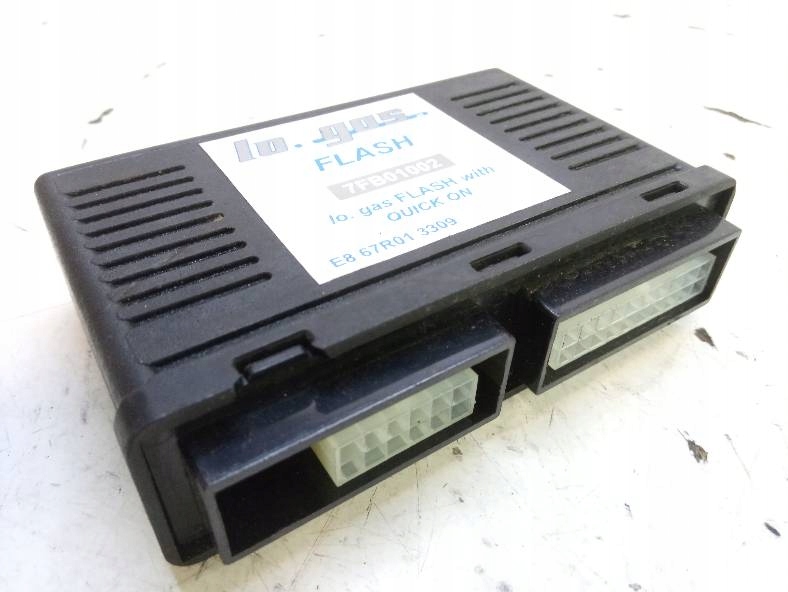 lo. gas.
FLASH
7FB01002
lo. gas FLASH with
QUICK ON
E8 67R01 3309